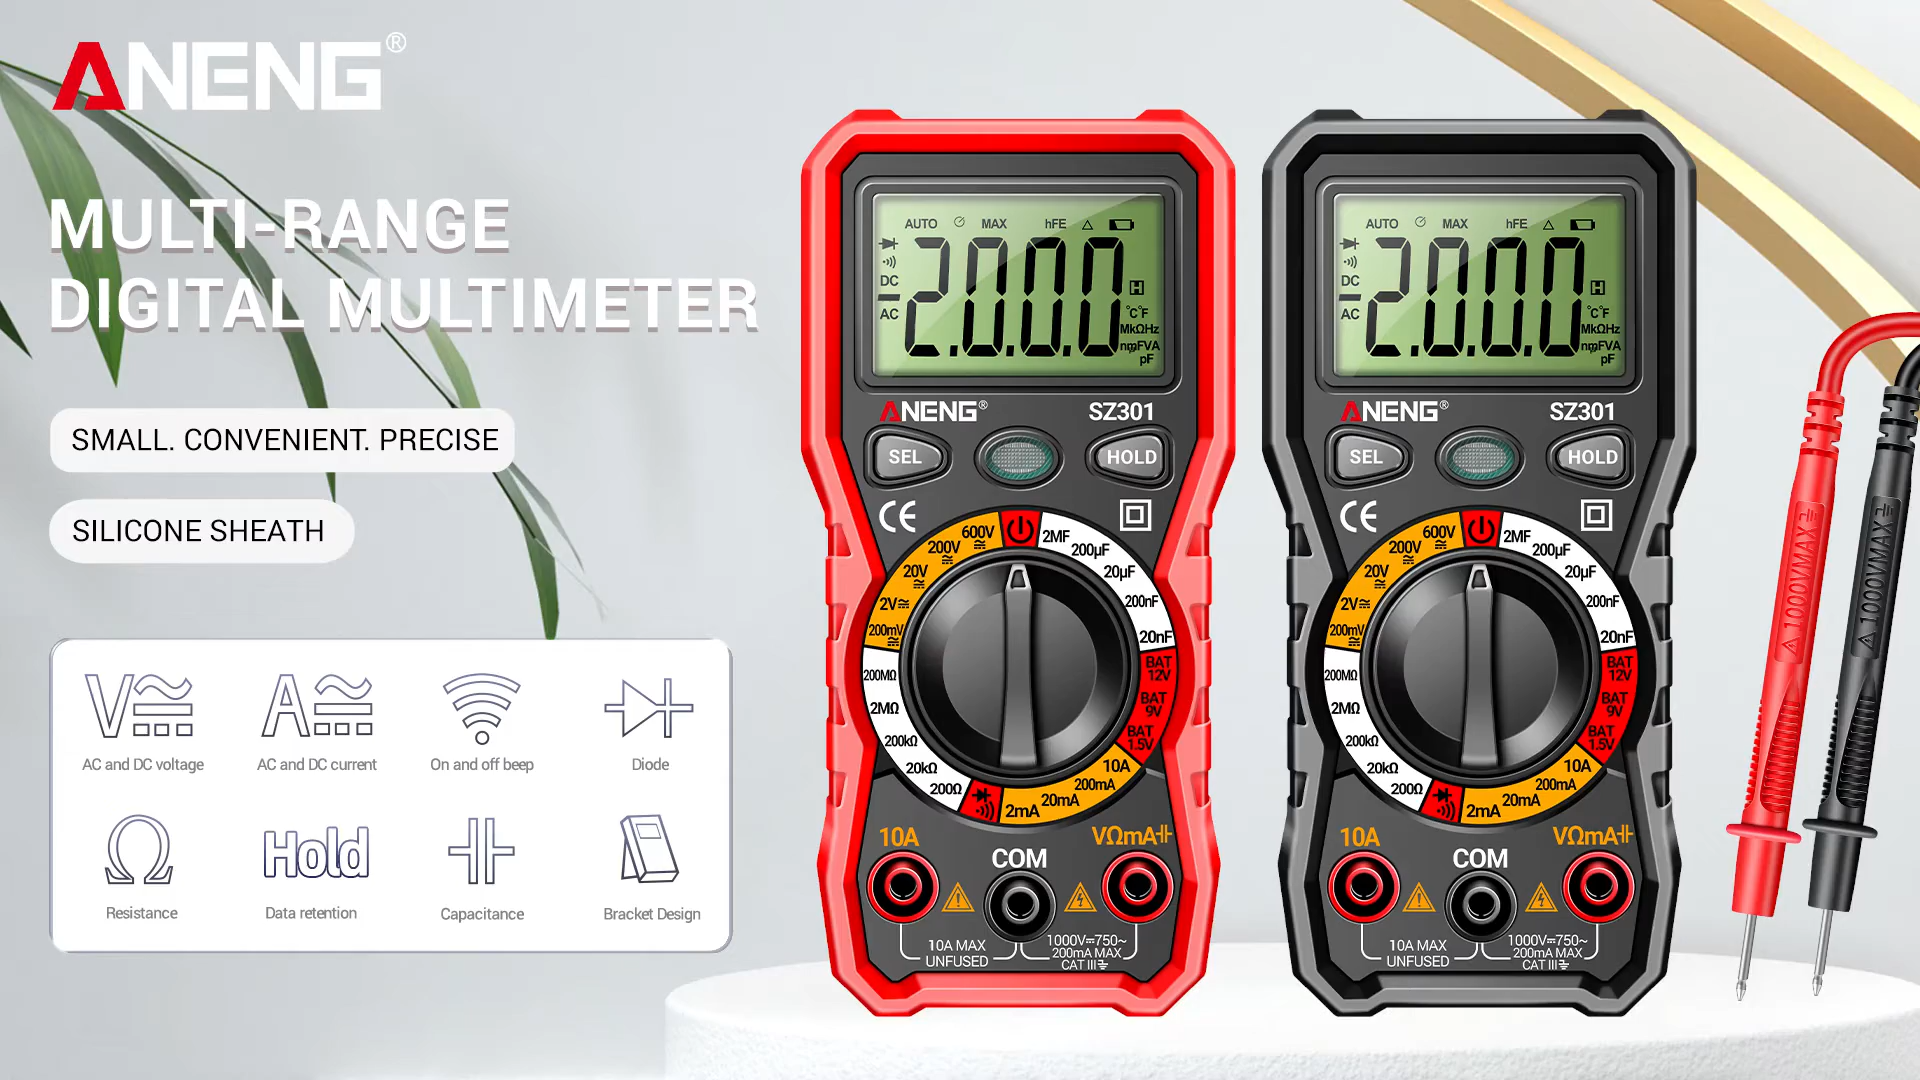 ANENG®
MULTI-RANGE
DIGITAL MULTIMETER
SMALL. CONVENIENT. PRECISE
SILICONE SHEATH
AC and DC voltage
AC and DC current
On and off beep
Diode
Resistance
Hold
Data retention
Capacitance
Bracket Design
AUTO MAX hFE
DC
AC
2.0.0.0
H
°C°F
MkΩHz
nmFVA
pF
ANENG® SZ301
SEL HOLD
CE
600V
200V
20V
2V
200mV
200MΩ
2MΩ
200kΩ
20kΩ
200Ω
2MF
200µF
20µF
200nF
20nF
BAT
12V
BAT
9V
BAT
1.5V
10A
200mA
20mA
2mA
10A
COM
VΩmA
10A MAX
UNFUSED
1000V⎓750~
200mA MAX
CAT III
AUTO MAX hFE
DC
AC
2.0.0.0
H
°C°F
MkΩHz
nmFVA
pF
ANENG® SZ301
SEL HOLD
CE
600V
200V
20V
2V
200mV
200MΩ
2MΩ
200kΩ
20kΩ
200Ω
2MF
200µF
20µF
200nF
20nF
BAT
12V
BAT
9V
BAT
1.5V
10A
200mA
20mA
2mA
10A
COM
VΩmA
10A MAX
UNFUSED
1000V⎓750~
200mA MAX
CAT III
1000VMAX
1000VMAX